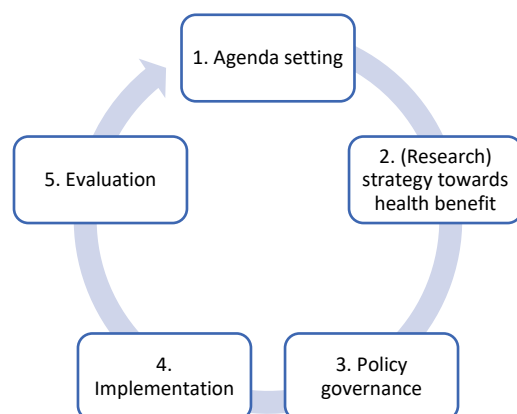 1. Agenda setting
2. (Research)
strategy towards
health benefit
3. Policy
governance
4.
Implementation
5. Evaluation